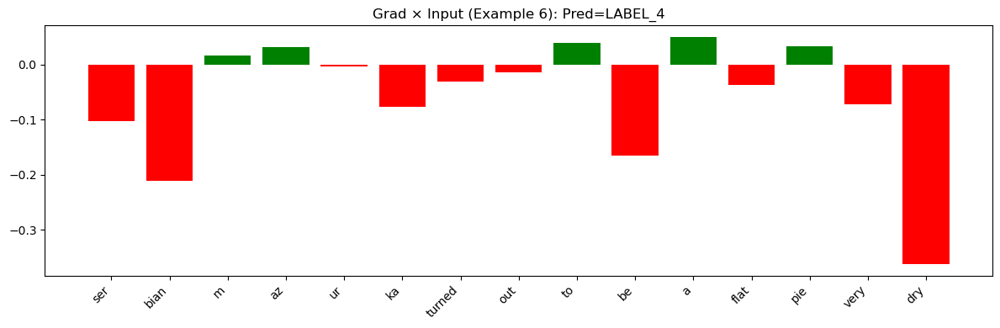 Grad × Input (Example 6): Pred=LABEL_4
0.0
−0.1
−0.2
−0.3
ser bian m az ur ka turned out to be a flat pie very dry